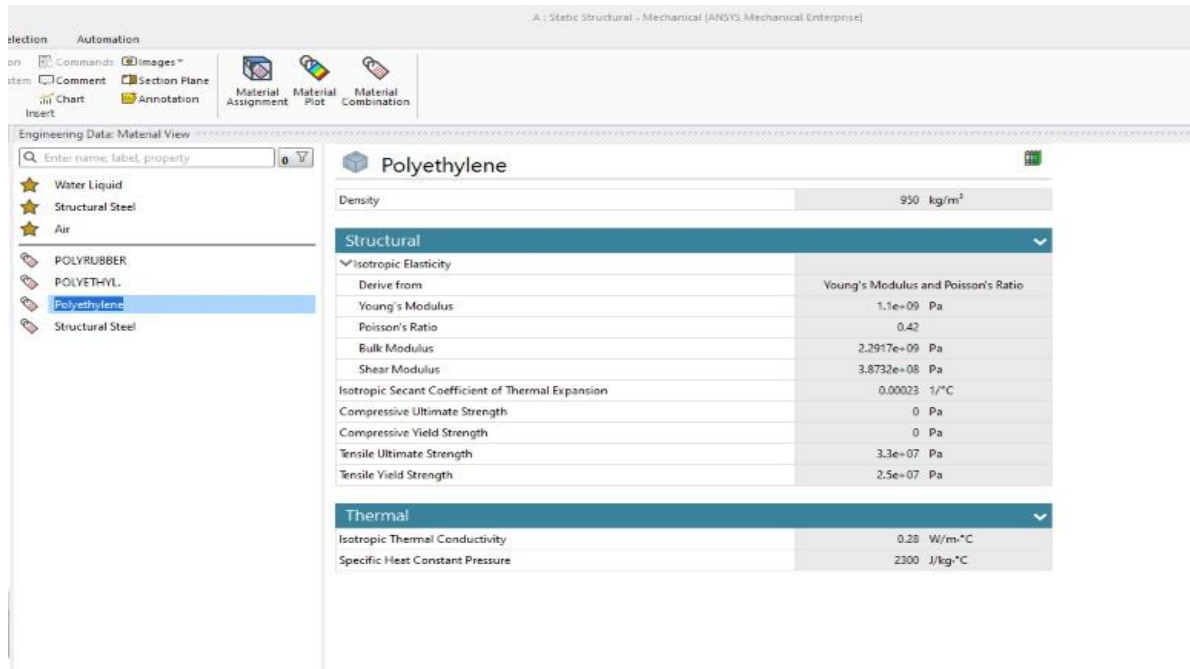 A : Static Structural - Mechanical [ANSYS Mechanical Enterprise]
election Automation
on Commands Images
stem Comment Section Plane
Chart Annotation
Insert
Material Assignment
Material Plot
Material Combination
Engineering Data: Material View
Enter name, label, property 0
Water Liquid
Structural Steel
Air
POLYRUBBER
POLYETHYL.
Polyethylene
Structural Steel
Polyethylene
Density 950 kg/m³
Structural
Isotropic Elasticity
Derive from Young's Modulus and Poisson's Ratio
Young's Modulus 1.1e+09 Pa
Poisson's Ratio 0.42
Bulk Modulus 2.2917e+09 Pa
Shear Modulus 3.8732e+08 Pa
Isotropic Secant Coefficient of Thermal Expansion 0.00023 1/°C
Compressive Ultimate Strength 0 Pa
Compressive Yield Strength 0 Pa
Tensile Ultimate Strength 3.3e+07 Pa
Tensile Yield Strength 2.5e+07 Pa
Thermal
Isotropic Thermal Conductivity 0.28 W/m·°C
Specific Heat Constant Pressure 2300 J/kg·°C